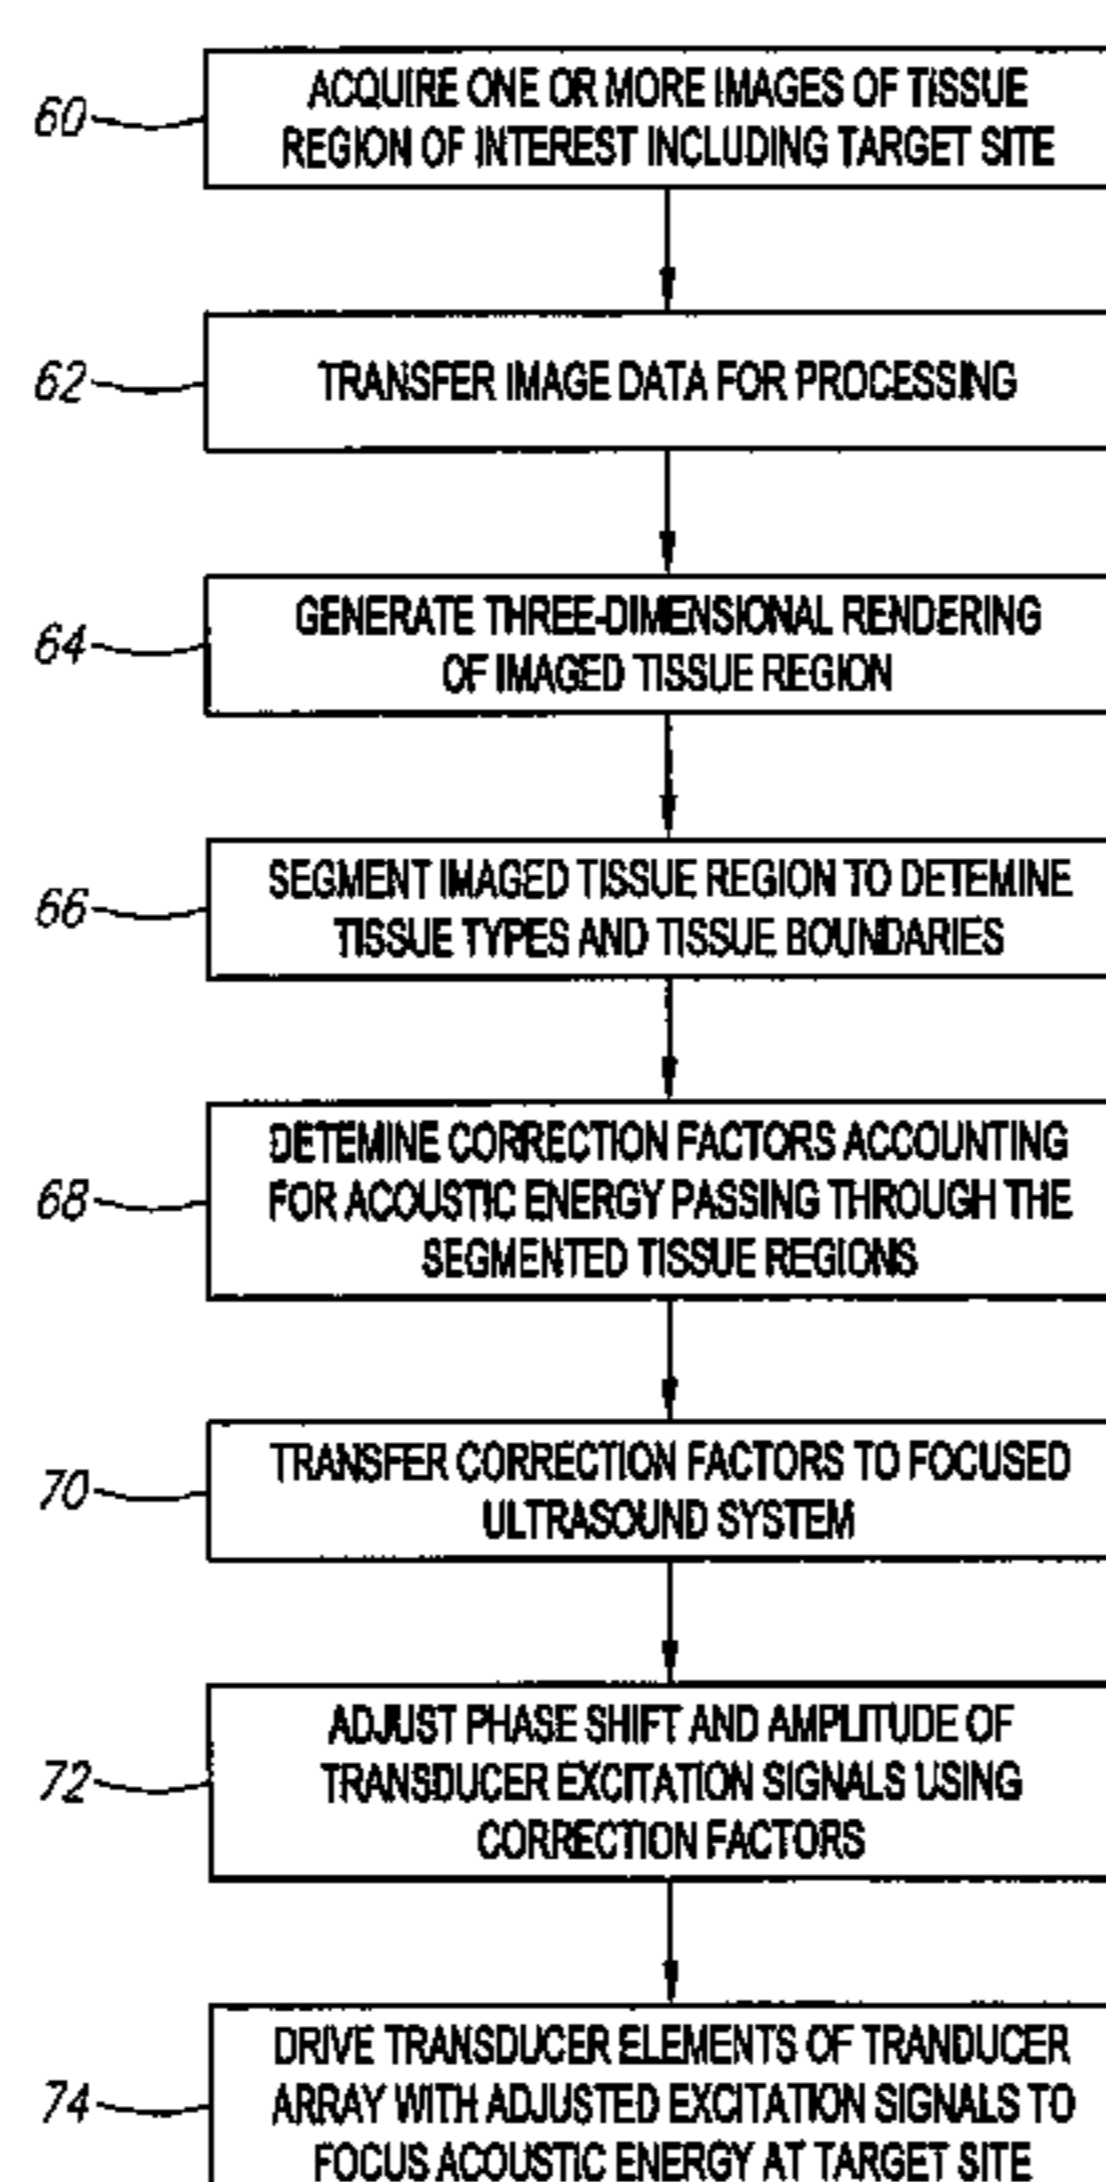 60
ACQUIRE ONE OR MORE IMAGES OF TISSUE
REGION OF INTEREST INCLUDING TARGET SITE
62
TRANSFER IMAGE DATA FOR PROCESSING
64
GENERATE THREE-DIMENSIONAL RENDERING
OF IMAGED TISSUE REGION
66
SEGMENT IMAGED TISSUE REGION TO DETEMINE
TISSUE TYPES AND TISSUE BOUNDARIES
68
DETEMINE CORRECTION FACTORS ACCOUNTING
FOR ACOUSTIC ENERGY PASSING THROUGH THE
SEGMENTED TISSUE REGIONS
70
TRANSFER CORRECTION FACTORS TO FOCUSED
ULTRASOUND SYSTEM
72
ADJUST PHASE SHIFT AND AMPLITUDE OF
TRANSDUCER EXCITATION SIGNALS USING
CORRECTION FACTORS
74
DRIVE TRANSDUCER ELEMENTS OF TRANDUCER
ARRAY WITH ADJUSTED EXCITATION SIGNALS TO
FOCUS ACOUSTIC ENERGY AT TARGET SITE